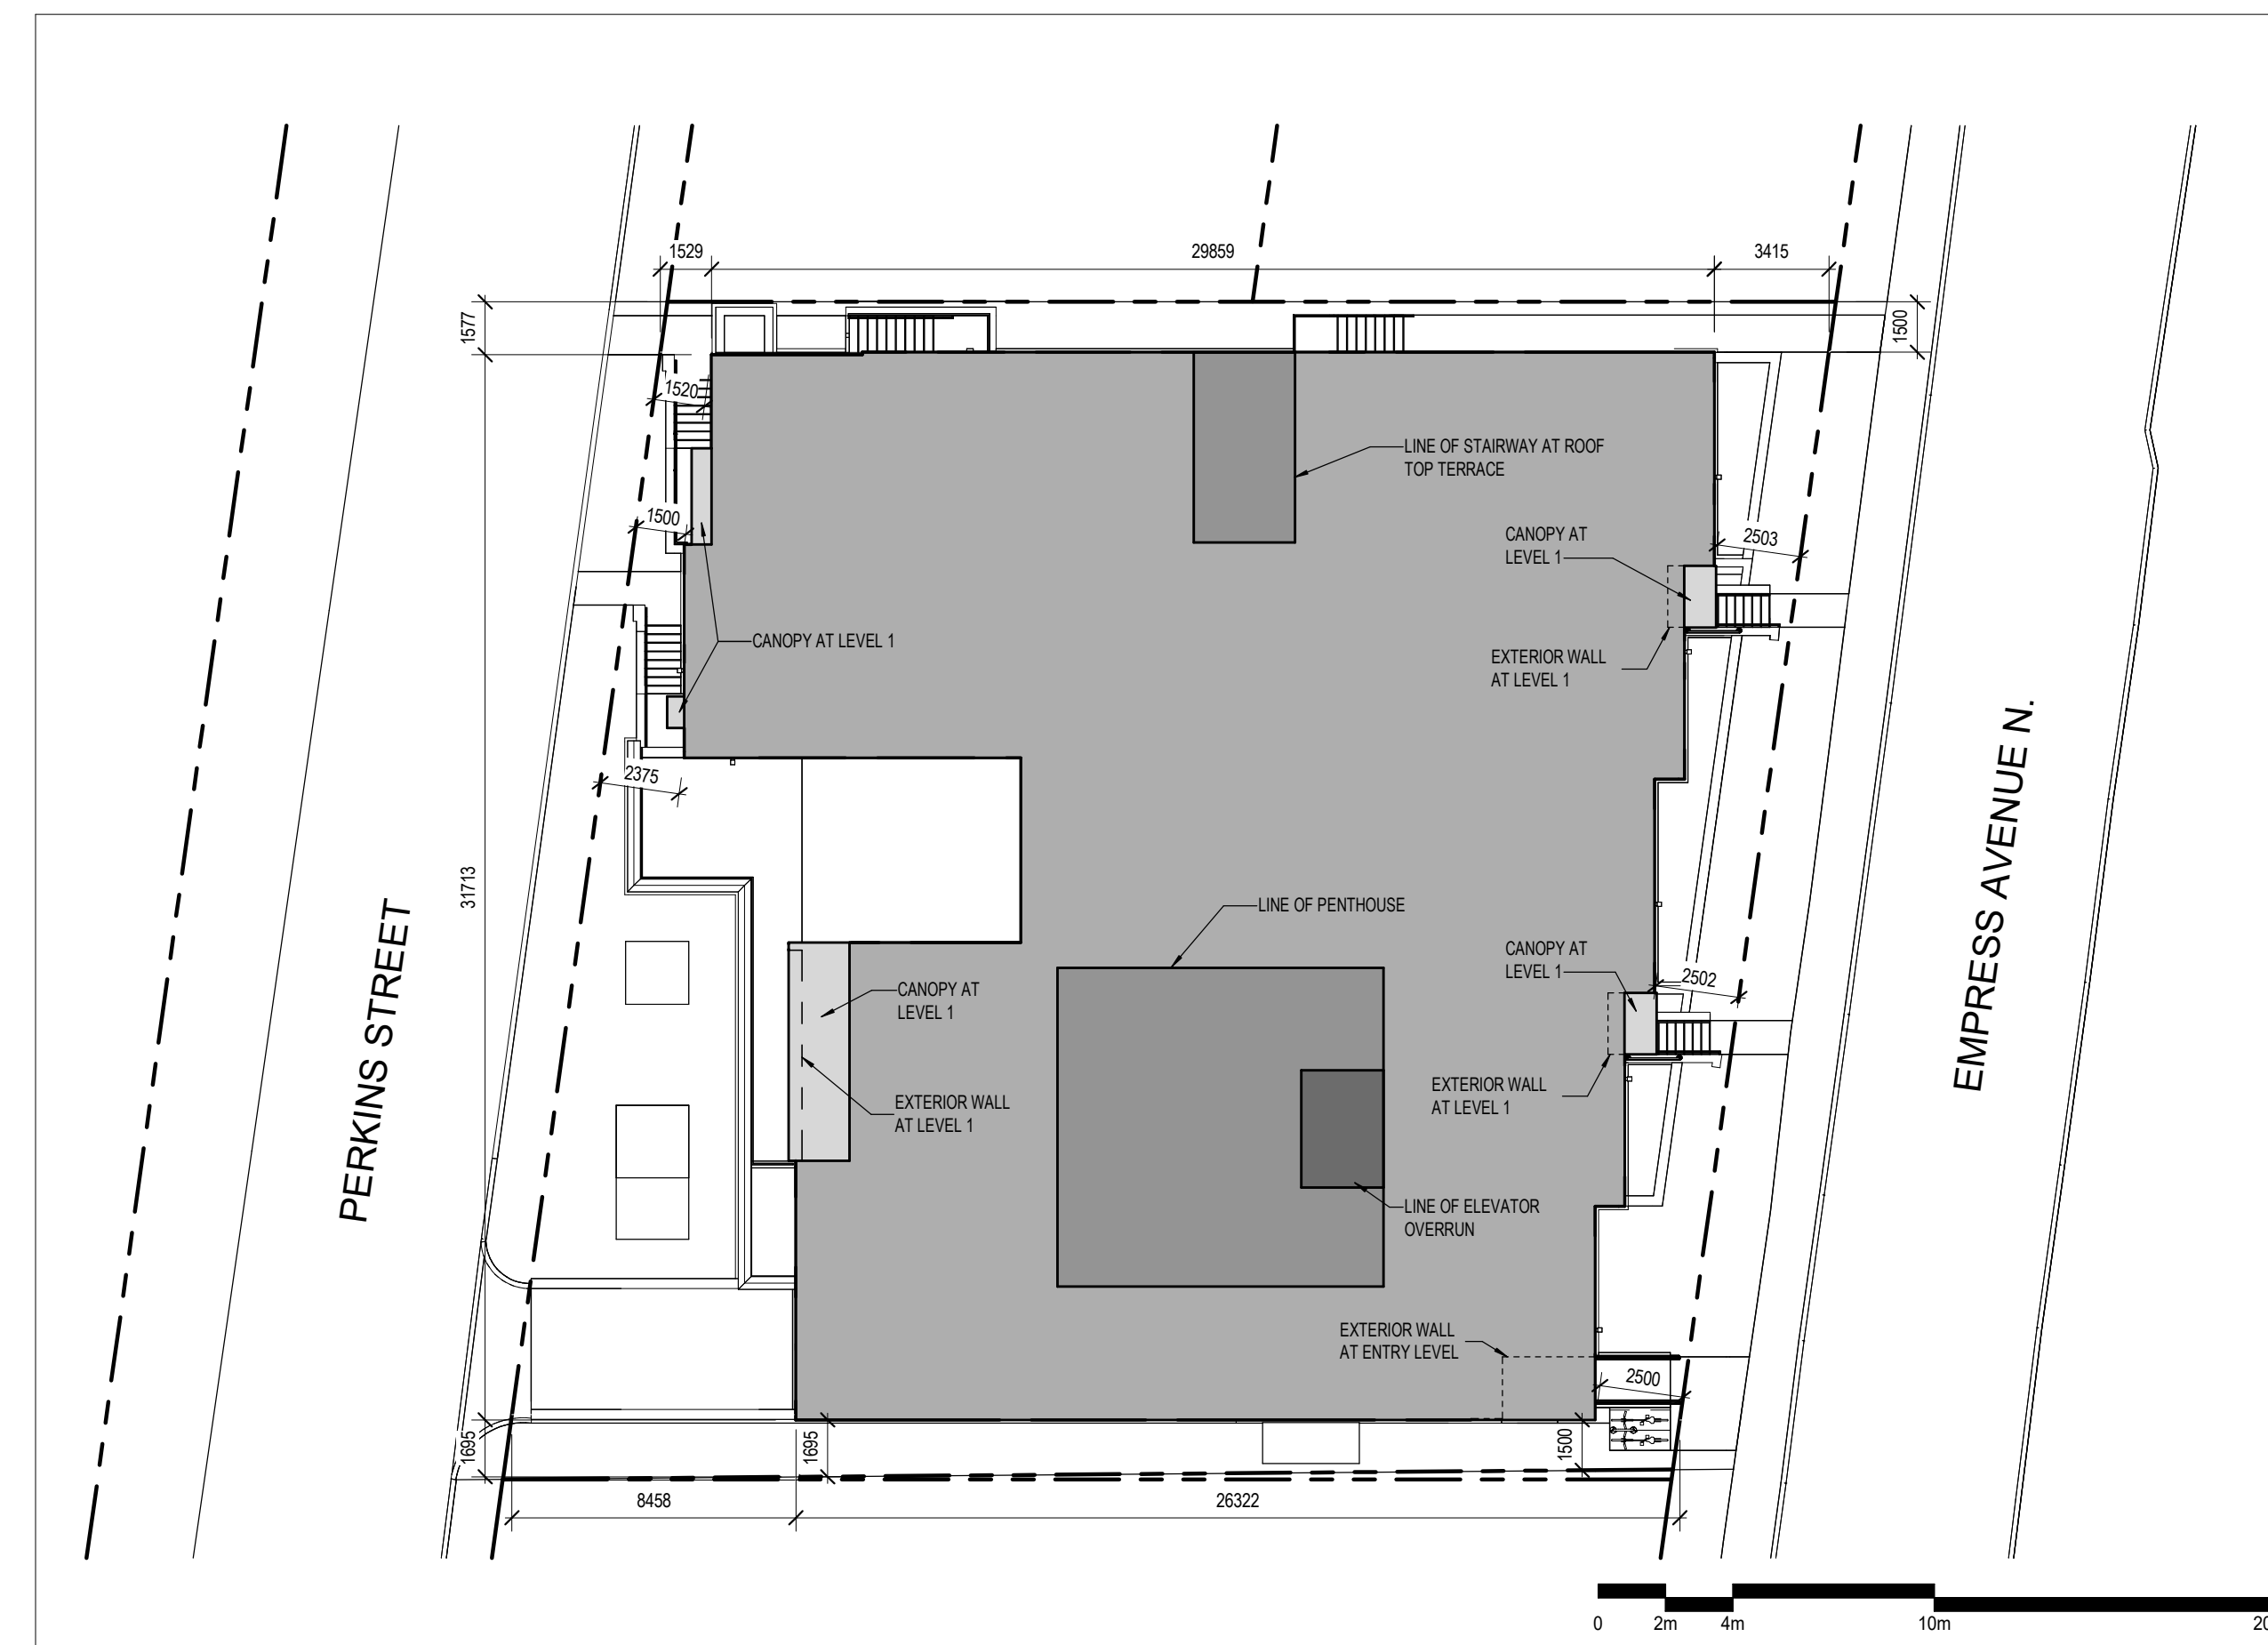 1529
29859
3415
1577
1500
1520
LINE OF STAIRWAY AT ROOF
TOP TERRACE
1500
CANOPY AT
LEVEL 1
2503
CANOPY AT LEVEL 1
EXTERIOR WALL
AT LEVEL 1
2375
EMPRESS AVENUE N.
31713
LINE OF PENTHOUSE
PERKINS STREET
CANOPY AT
LEVEL 1
CANOPY AT
LEVEL 1
2502
EXTERIOR WALL
AT LEVEL 1
EXTERIOR WALL
AT LEVEL 1
LINE OF ELEVATOR
OVERRUN
EXTERIOR WALL
AT ENTRY LEVEL
2500
1695
1695
1500
8458
26322
0 2m 4m 10m 20